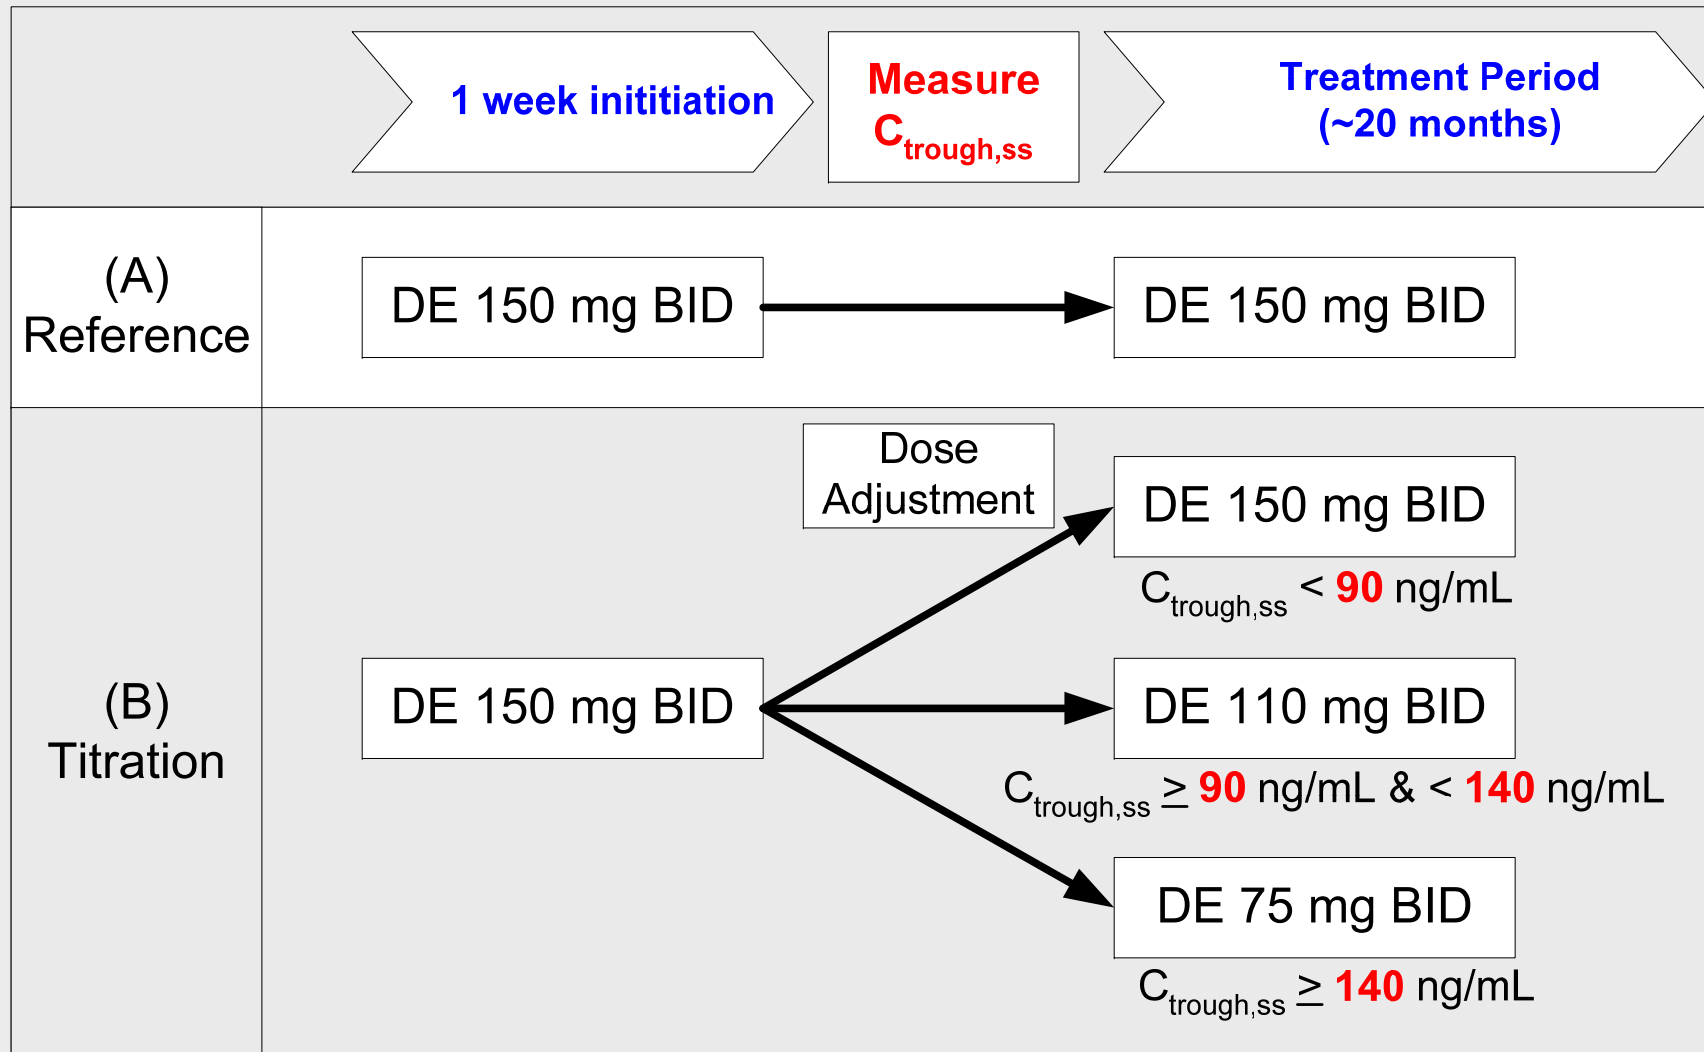 1 week inititiation
Measure
Ctrough,ss
Treatment Period
(~20 months)
(A)
Reference
DE 150 mg BID
DE 150 mg BID
(B)
Titration
DE 150 mg BID
Dose
Adjustment
DE 150 mg BID
Ctrough,ss < 90 ng/mL
DE 110 mg BID
Ctrough,ss ≥ 90 ng/mL & < 140 ng/mL
DE 75 mg BID
Ctrough,ss ≥ 140 ng/mL